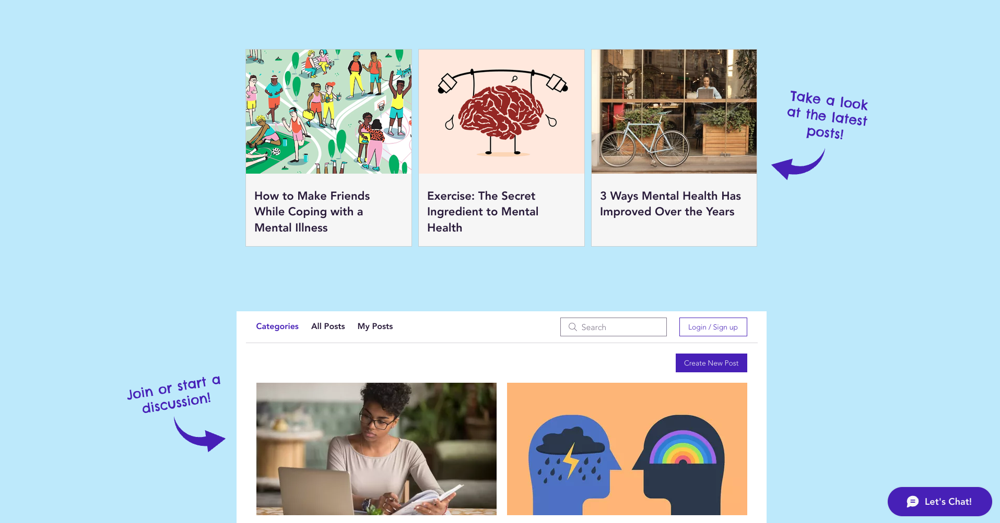 Take a look
at the latest
posts!
How to Make Friends
While Coping with a
Mental Illness
Exercise: The Secret
Ingredient to Mental
Health
3 Ways Mental Health Has
Improved Over the Years
Categories
All Posts
My Posts
Search
Login / Sign up
Create New Post
Join or start a
discussion!
Let's Chat!